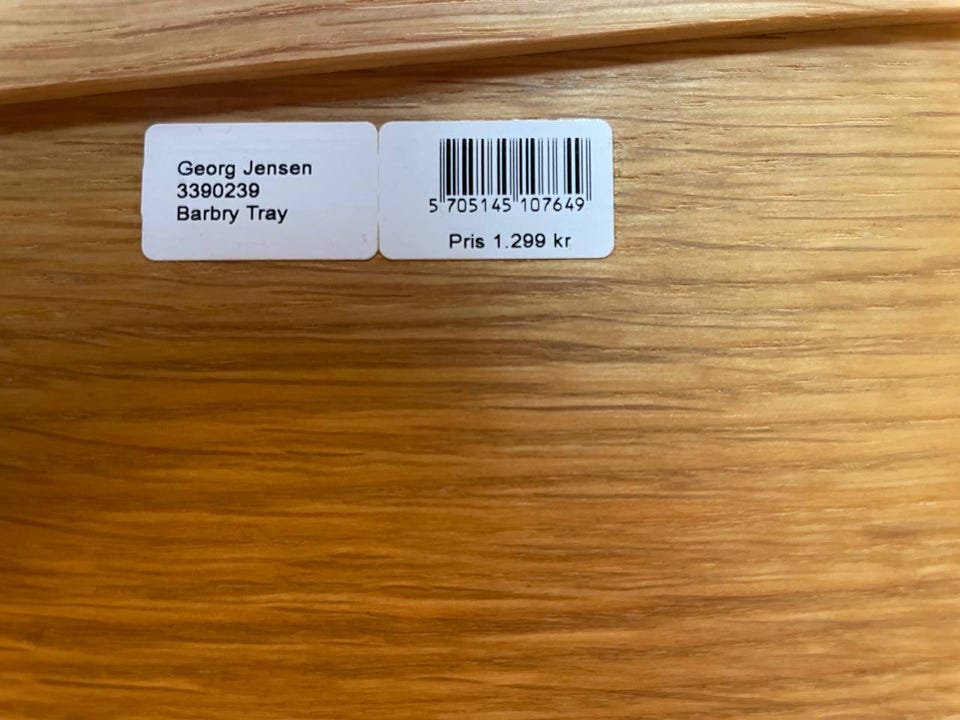 Georg Jensen
3390239
Barbry Tray
5 705145 107649
Pris 1.299 kr